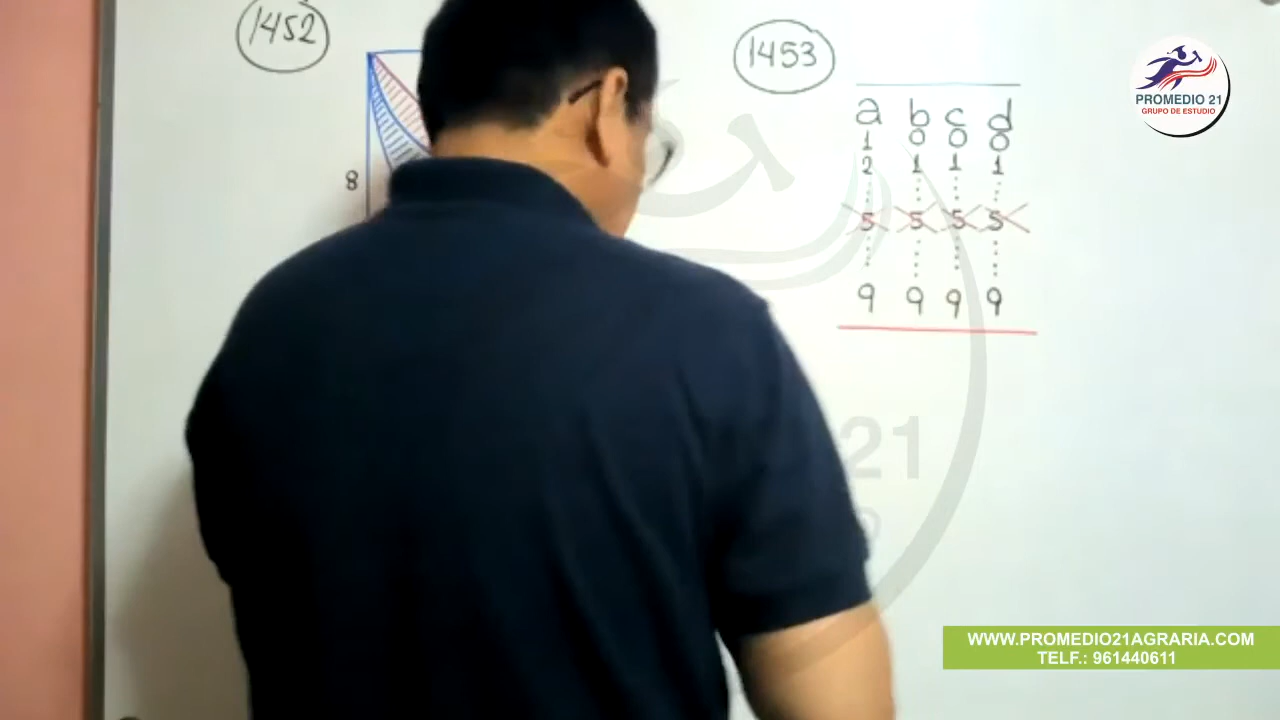 1452
8
1453
a b c d
1 0 0 0
2 1 1 1
5 5 5 5
9 9 9 9
PROMEDIO 21
GRUPO DE ESTUDIO
21
WWW.PROMEDIO21AGRARIA.COM
TELF.: 961440611